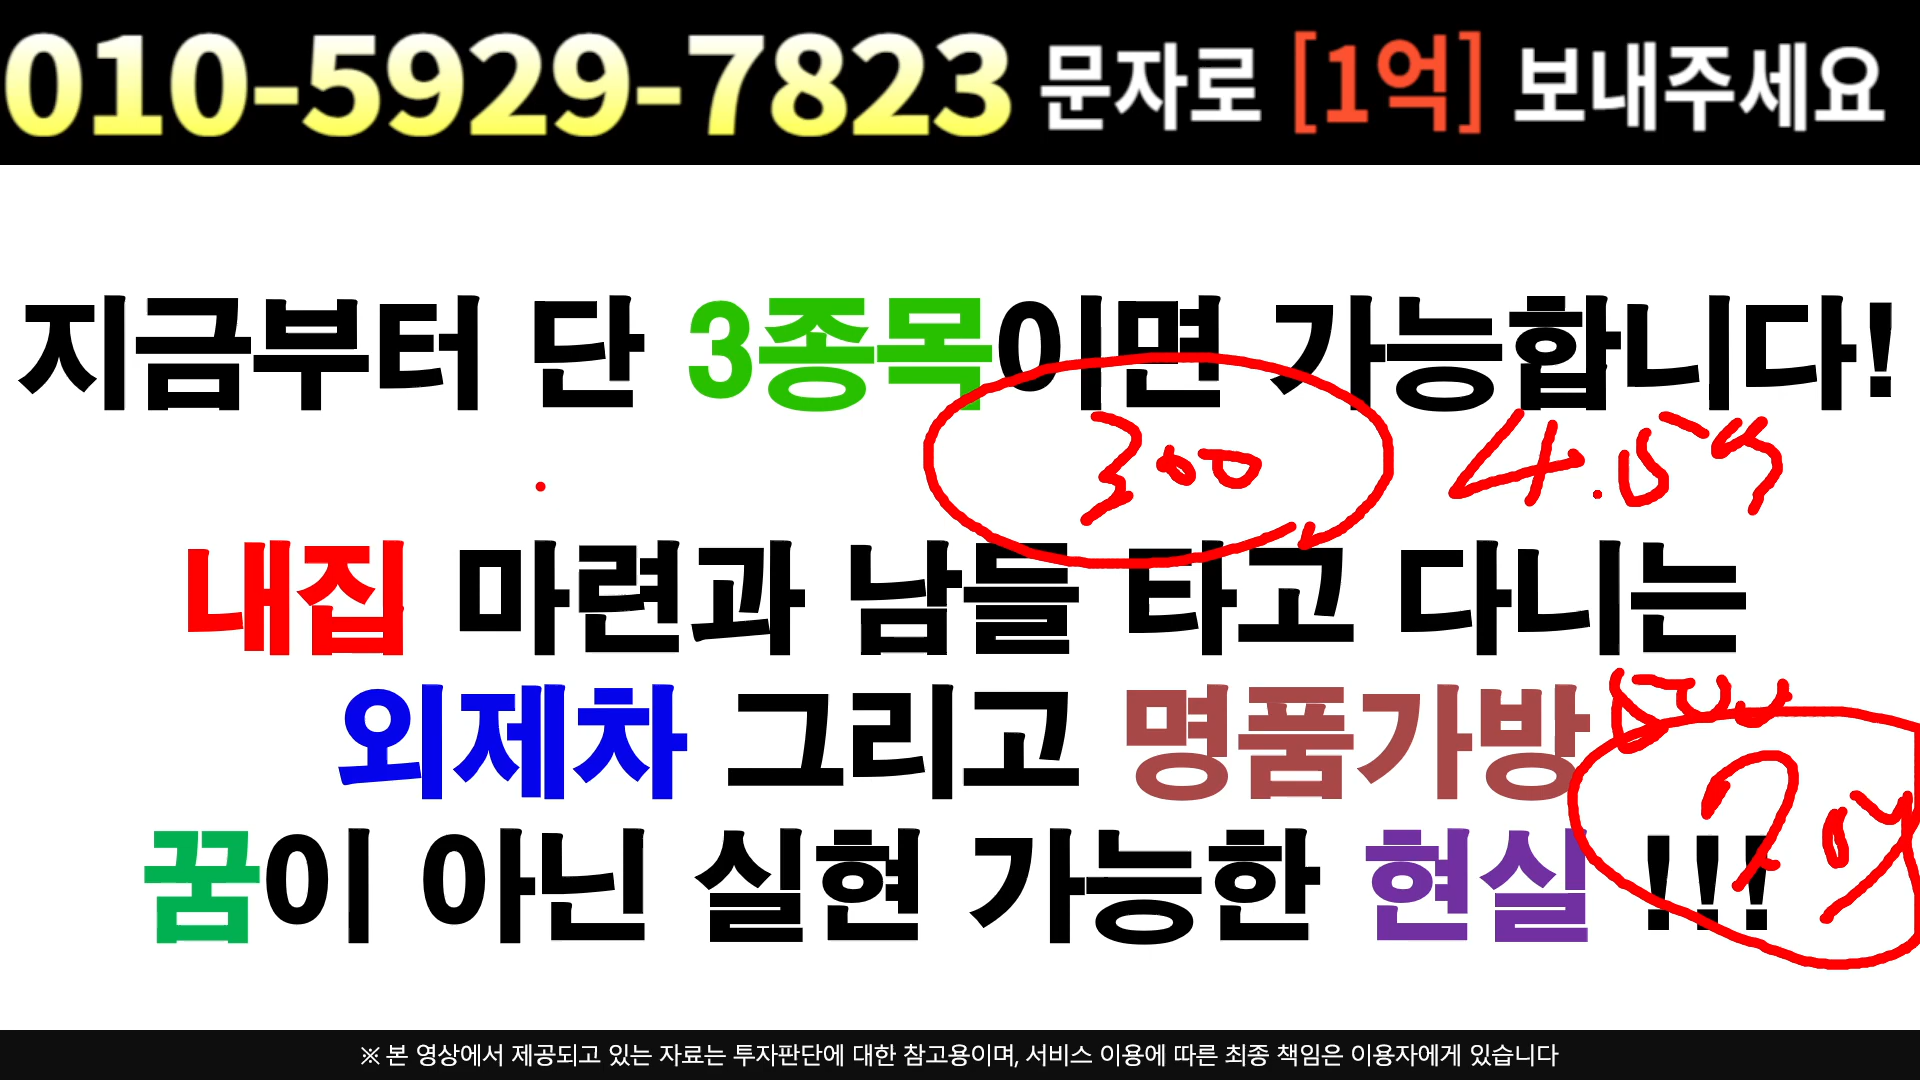 010-5929-7823 문자로 [1억] 보내주세요
지금부터 단 3종목이면 가능합니다!
300 4.5억
내집 마련과 남들 타고 다니는
500
외제차 그리고 명품가방
꿈이 아닌 실현 가능한 현실 !!!
※ 본 영상에서 제공되고 있는 자료는 투자판단에 대한 참고용이며, 서비스 이용에 따른 최종 책임은 이용자에게 있습니다